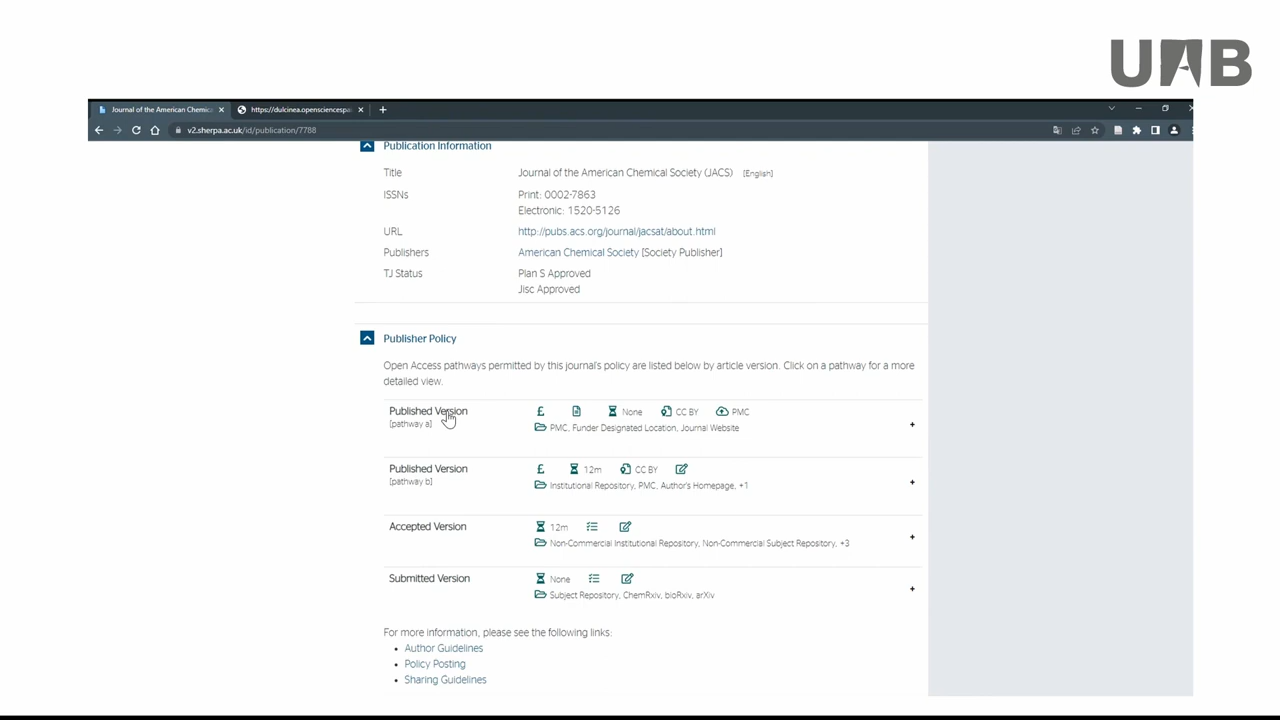 UAB
Journal of the American Chemic
https://dulcinea.opensciencespa
v2.sherpa.ac.uk/id/publication/7788
Publication Information
Title Journal of the American Chemical Society (JACS) [English]
ISSNs Print: 0002-7863
Electronic: 1520-5126
URL http://pubs.acs.org/journal/jacsat/about.html
Publishers American Chemical Society [Society Publisher]
TJ Status Plan S Approved
Jisc Approved
Publisher Policy
Open Access pathways permitted by this journal's policy are listed below by article version. Click on a pathway for a more
detailed view.
Published Version £ None CC BY PMC
[pathway a] PMC, Funder Designated Location, Journal Website +
Published Version £ 12m CC BY
[pathway b] Institutional Repository, PMC, Author's Homepage, +1 +
Accepted Version 12m
Non-Commercial Institutional Repository, Non-Commercial Subject Repository, +3 +
Submitted Version None
Subject Repository, ChemRxiv, bioRxiv, arXiv +
For more information, please see the following links:
• Author Guidelines
• Policy Posting
• Sharing Guidelines